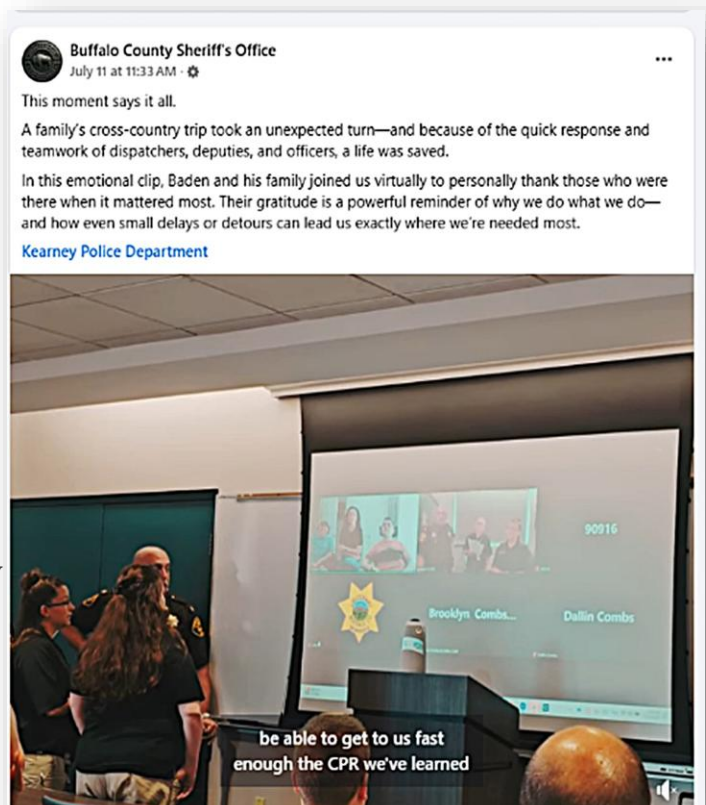 Buffalo County Sheriff's Office
July 11 at 11:33 AM ·
This moment says it all.
A family's cross-country trip took an unexpected turn—and because of the quick response and
teamwork of dispatchers, deputies, and officers, a life was saved.
In this emotional clip, Baden and his family joined us virtually to personally thank those who were
there when it mattered most. Their gratitude is a powerful reminder of why we do what we do—
and how even small delays or detours can lead us exactly where we're needed most.
Kearney Police Department
90916
Brooklyn Combs...
Dallin Combs
be able to get to us fast
enough the CPR we've learned